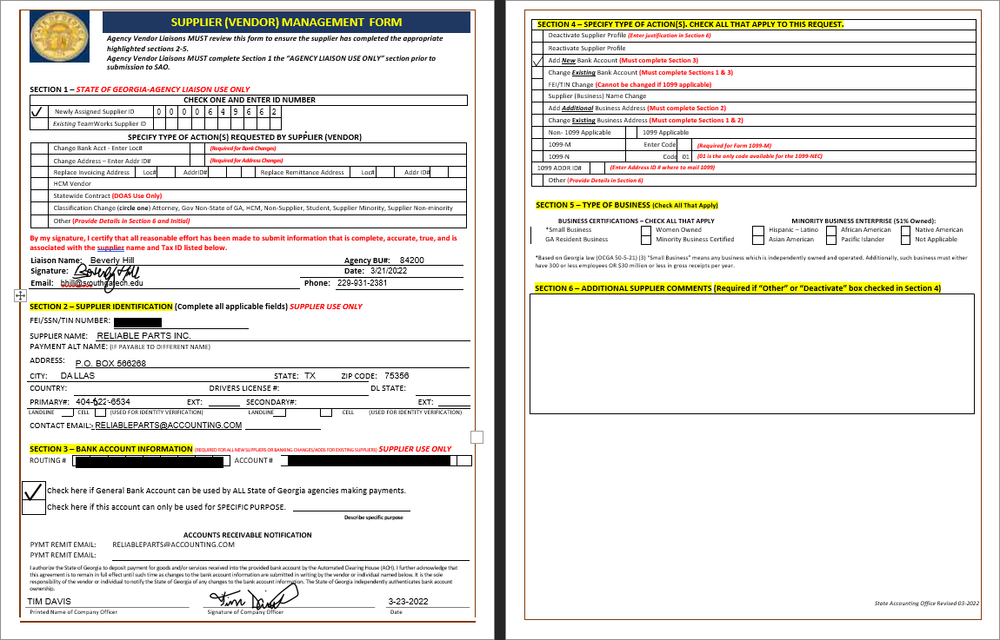 SUPPLIER (VENDOR) MANAGEMENT FORM
Agency Vendor Liaisons MUST review this form to ensure the supplier has completed the appropriate
highlighted sections 2-5.
Agency Vendor Liaisons MUST complete Section 1 the “AGENCY LIAISON USE ONLY” section prior to
submission to SAO.
SECTION 1 – STATE OF GEORGIA-AGENCY LIAISON USE ONLY
CHECK ONE AND ENTER ID NUMBER
Newly Assigned Supplier ID 0 0 0 0 6 4 9 6 6 2
Existing TeamWorks Supplier ID
SPECIFY TYPE OF ACTION(S) REQUESTED BY SUPPLIER (VENDOR)
Change Bank Acct - Enter Loc# (Required for Bank Changes)
Change Address – Enter Addr ID# (Required for Address Changes)
Replace Invoicing Address Loc# AddrID# Replace Remittance Address Loc# Addr ID#
HCM Vendor
Statewide Contract (DOAS Use Only)
Classification Change (circle one) Attorney, Gov Non-State of GA, HCM, Non-Supplier, Student, Supplier Minority, Supplier Non-minority
Other (Provide Details in Section 6 and Initial)
By my signature, I certify that all reasonable effort has been made to submit information that is complete, accurate, true, and is
associated with the supplier name and Tax ID listed below.
Liaison Name: Beverly Hill Agency BU#: 84200
Signature: Beverly Hill Date: 3/21/2022
Email: bhill@southgatech.edu Phone: 229-931-2381
SECTION 2 – SUPPLIER IDENTIFICATION (Complete all applicable fields) SUPPLIER USE ONLY
FEI/SSN/TIN NUMBER:
SUPPLIER NAME: RELIABLE PARTS INC.
PAYMENT ALT NAME: (IF PAYABLE TO DIFFERENT NAME)
ADDRESS: P.O. BOX 566268
CITY: DALLAS STATE: TX ZIP CODE: 75356
COUNTRY: DRIVERS LICENSE #: DL STATE:
PRIMARY#: 404-622-6534 EXT: SECONDARY#: EXT:
LANDLINE CELL (USED FOR IDENTITY VERIFICATION) LANDLINE CELL (USED FOR IDENTITY VERIFICATION)
CONTACT EMAIL: RELIABLEPARTS@ACCOUNTING.COM
SECTION 3 – BANK ACCOUNT INFORMATION (REQUIRED FOR ALL NEW SUPPLIERS OR BANKING CHANGES/ADDS FOR EXISTING SUPPLIERS) SUPPLIER USE ONLY
ROUTING # ACCOUNT #
Check here if General Bank Account can be used by ALL State of Georgia agencies making payments.
Check here if this account can only be used for SPECIFIC PURPOSE.
Describe specific purpose
ACCOUNTS RECEIVABLE NOTIFICATION
PYMT REMIT EMAIL: RELIABLEPARTS@ACCOUNTING.COM
PYMT REMIT EMAIL:
I authorize the State of Georgia to deposit payment for goods and/or services received into the provided bank account by the Automated Clearing House (ACH). I further acknowledge that
this agreement is to remain in full effect until such time as changes to the bank account information are submitted in writing by the vendor or individual named below. It is the sole
responsibility of the vendor or individual to notify the State of Georgia of any changes to the bank account information. The State of Georgia independently authenticates bank account
ownership.
TIM DAVIS Tim Davis 3-23-2022
Printed Name of Company Officer Signature of Company Officer Date
SECTION 4 – SPECIFY TYPE OF ACTION(S). CHECK ALL THAT APPLY TO THIS REQUEST.
Deactivate Supplier Profile (Enter justification in Section 6)
Reactivate Supplier Profile
Add New Bank Account (Must complete Section 3)
Change Existing Bank Account (Must complete Sections 1 & 3)
FEI/TIN Change (Cannot be changed if 1099 applicable)
Supplier (Business) Name Change
Add Additional Business Address (Must complete Section 2)
Change Existing Business Address (Must complete Sections 1 & 2)
Non- 1099 Applicable 1099 Applicable
1099-M Enter Code (Required for Form 1099-M)
1099-N Code 01 (01 is the only code available for the 1099-NEC)
1099 ADDR ID# (Enter Address ID # where to mail 1099)
Other (Provide Details in Section 6)
SECTION 5 – TYPE OF BUSINESS (Check All That Apply)
BUSINESS CERTIFICATIONS – CHECK ALL THAT APPLY MINORITY BUSINESS ENTERPRISE (51% Owned):
*Small Business Women Owned Hispanic – Latino African American Native American
GA Resident Business Minority Business Certified Asian American Pacific Islander Not Applicable
*Based on Georgia law (OCGA 50-5-21) (3) “Small Business” means any business which is independently owned and operated. Additionally, such business must either
have 300 or less employees OR $30 million or less in gross receipts per year.
SECTION 6 – ADDITIONAL SUPPLIER COMMENTS (Required if “Other” or “Deactivate” box checked in Section 4)
State Accounting Office Revised 03-2022